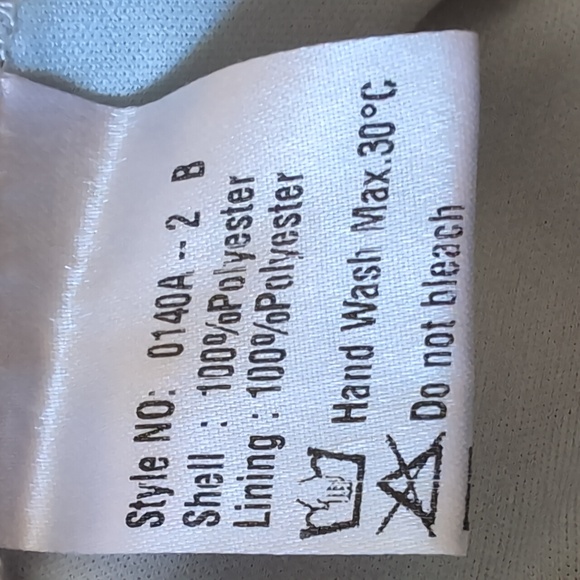 Style NO: 0140A--2 B
Shell : 100%Polyester
Lining : 100%Polyester
Hand Wash Max.30°C
Do not bleach